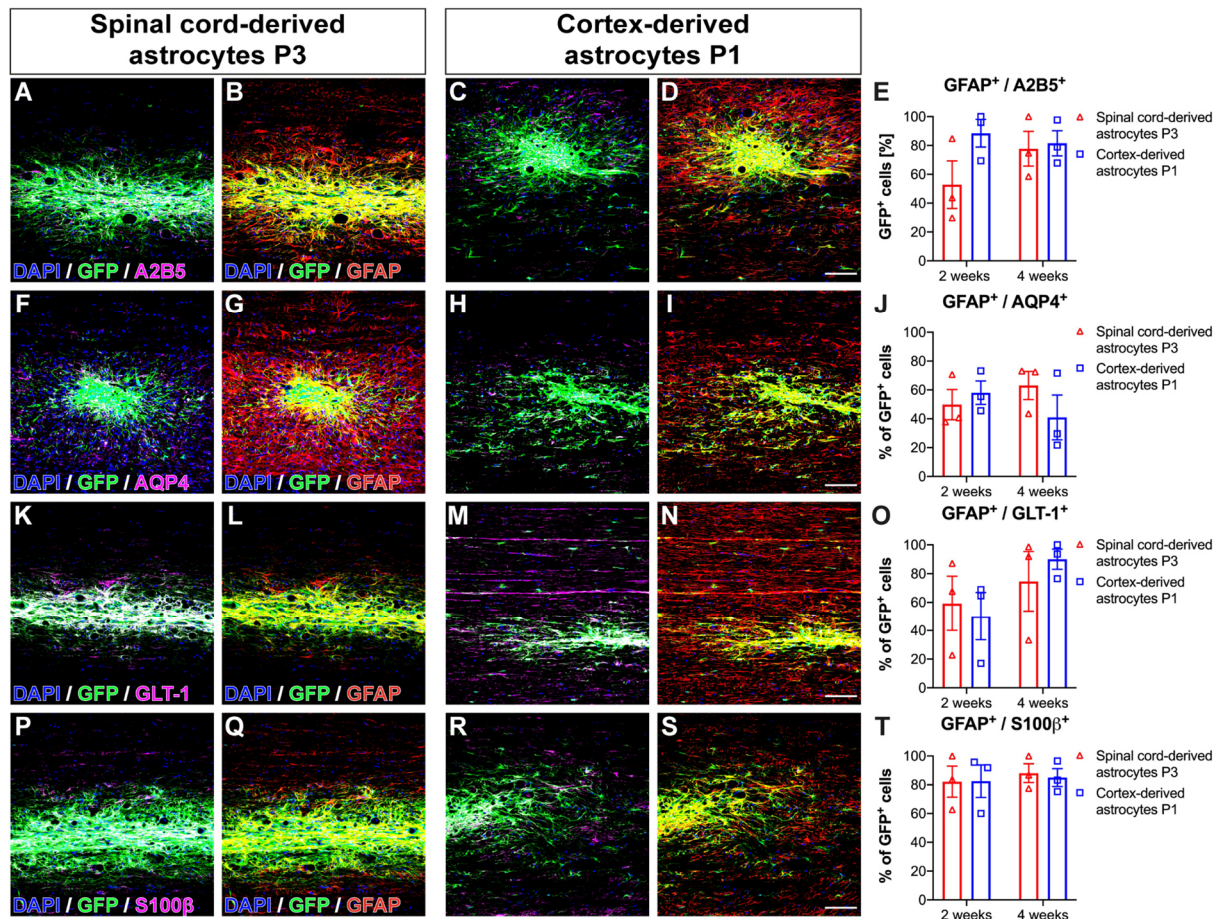 Spinal cord-derived
astrocytes P3
Cortex-derived
astrocytes P1
A
DAPI / GFP / A2B5
B
DAPI / GFP / GFAP
C
D
E
GFAP+ / A2B5+
GFP+ cells [%]
100
80
60
40
20
0
2 weeks
4 weeks
Spinal cord-derived
astrocytes P3
Cortex-derived
astrocytes P1
F
DAPI / GFP / AQP4
G
DAPI / GFP / GFAP
H
I
J
GFAP+ / AQP4+
% of GFP+ cells
100
80
60
40
20
0
2 weeks
4 weeks
Spinal cord-derived
astrocytes P3
Cortex-derived
astrocytes P1
K
DAPI / GFP / GLT-1
L
DAPI / GFP / GFAP
M
N
O
GFAP+ / GLT-1+
% of GFP+ cells
100
80
60
40
20
0
2 weeks
4 weeks
Spinal cord-derived
astrocytes P3
Cortex-derived
astrocytes P1
P
DAPI / GFP / S100β
Q
DAPI / GFP / GFAP
R
S
T
GFAP+ / S100β+
% of GFP+ cells
100
80
60
40
20
0
2 weeks
4 weeks
Spinal cord-derived
astrocytes P3
Cortex-derived
astrocytes P1